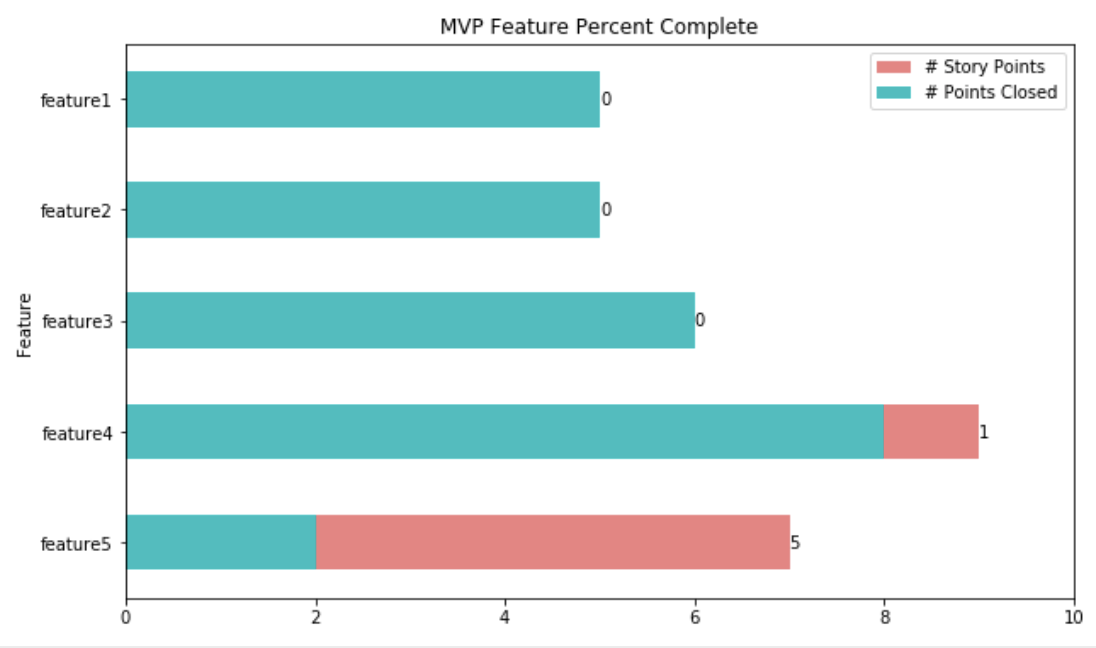 MVP Feature Percent Complete
# Story Points
# Points Closed
feature1
0
feature2
0
feature3
0
Feature
feature4
1
feature5
5
0 2 4 6 8 10